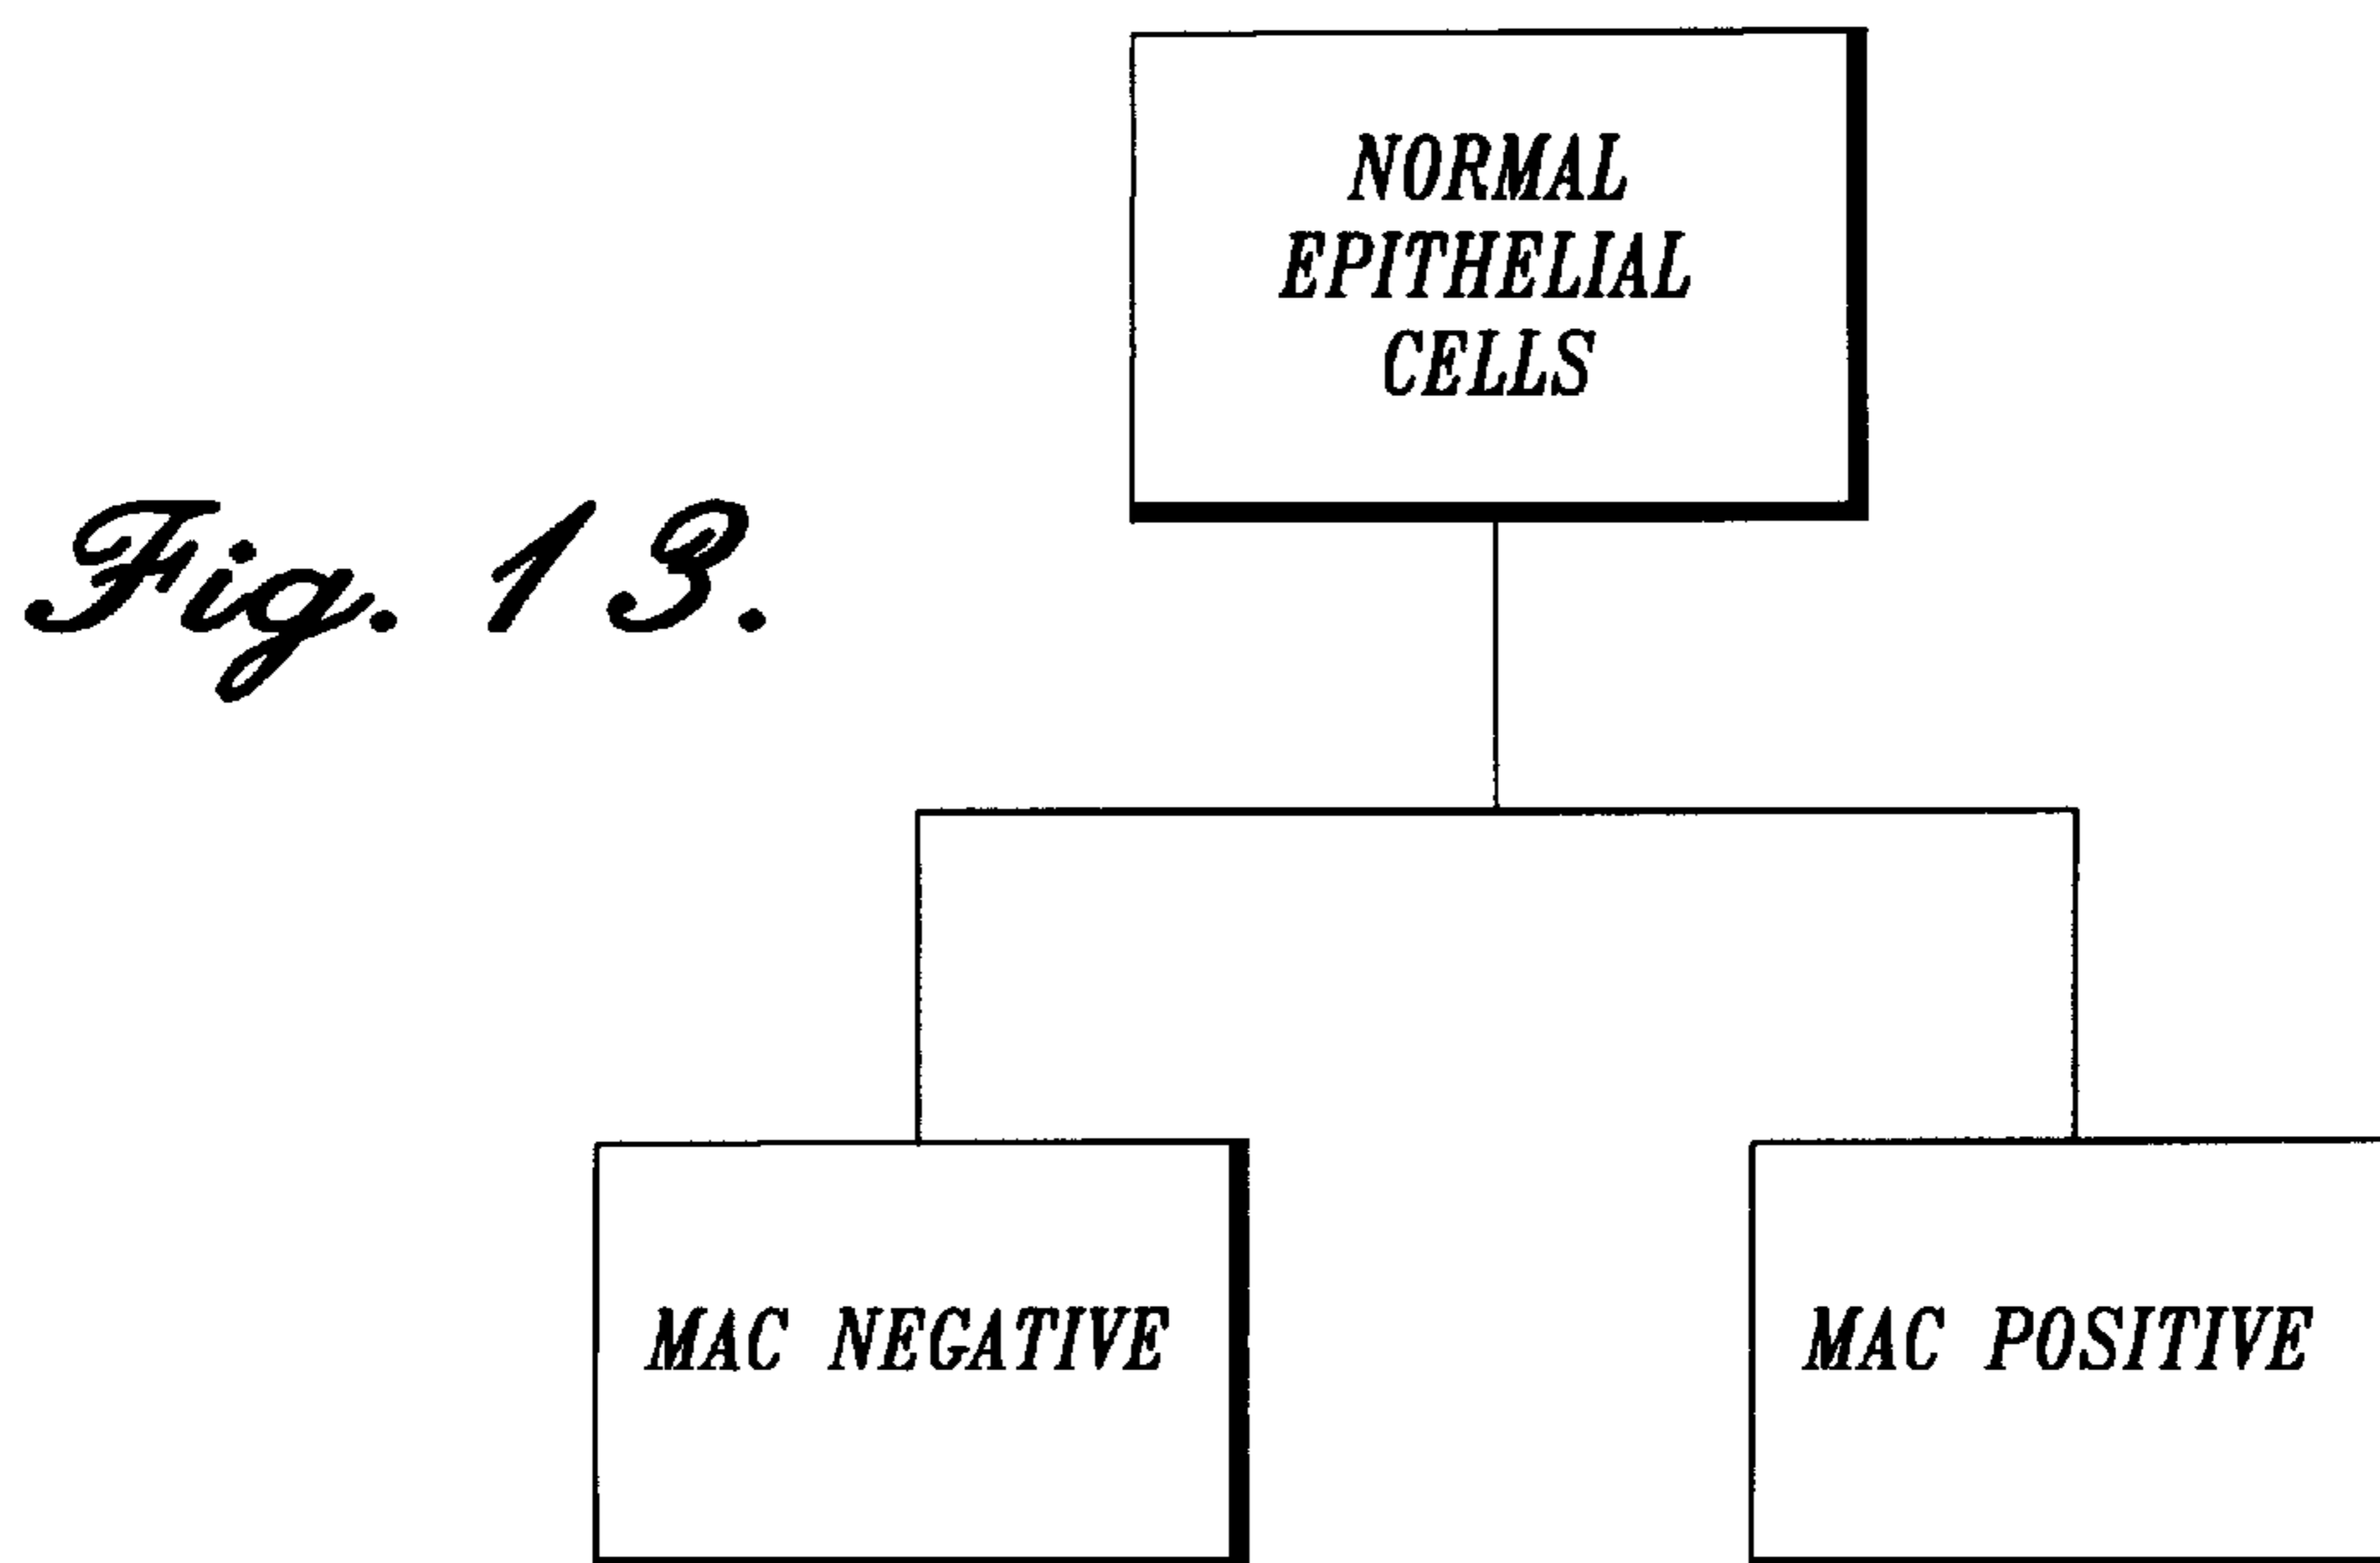 NORMAL
EPITHELIAL
CELLS
Fig. 13.
MAC NEGATIVE
MAC POSITIVE